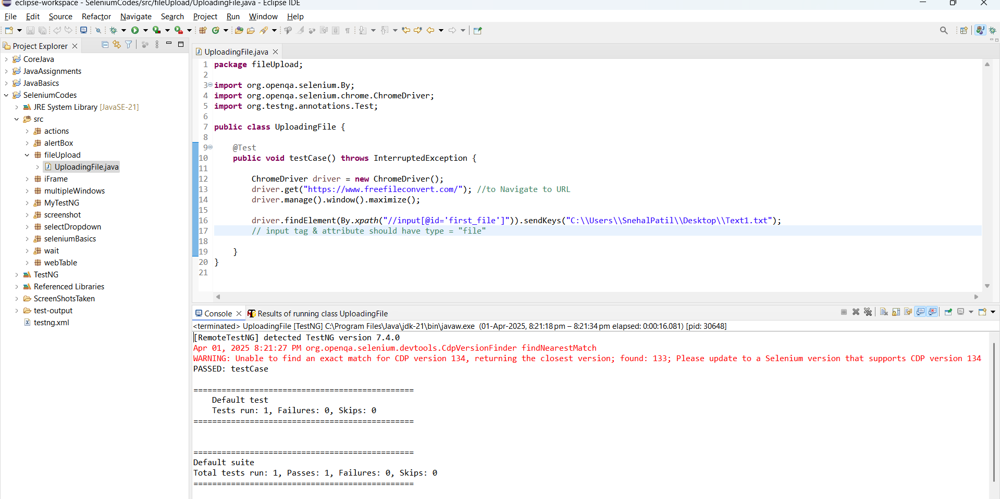 eclipse-workspace - SeleniumCodes/src/fileUpload/UploadingFile.java - Eclipse IDE
File Edit Source Refactor Navigate Search Project Run Window Help
Project Explorer
CoreJava
JavaAssignments
JavaBasics
SeleniumCodes
JRE System Library [JavaSE-21]
src
actions
alertBox
fileUpload
UploadingFile.java
iFrame
multipleWindows
MyTestNG
screenshot
selectDropdown
seleniumBasics
wait
webTable
TestNG
Referenced Libraries
ScreenShotsTaken
test-output
testng.xml
UploadingFile.java
1 package fileUpload;
2
3 import org.openqa.selenium.By;
4 import org.openqa.selenium.chrome.ChromeDriver;
5 import org.testng.annotations.Test;
6
7 public class UploadingFile {
8
9 @Test
10 public void testCase() throws InterruptedException {
11
12 ChromeDriver driver = new ChromeDriver();
13 driver.get("https://www.freefileconvert.com/"); //to Navigate to URL
14 driver.manage().window().maximize();
15
16 driver.findElement(By.xpath("//input[@id='first_file']")).sendKeys("C:\\Users\\SnehalPatil\\Desktop\\Text1.txt");
17 // input tag & attribute should have type = "file"
18
19 }
20 }
21
Console
Results of running class UploadingFile
<terminated> UploadingFile [TestNG] C:\Program Files\Java\jdk-21\bin\javaw.exe (01-Apr-2025, 8:21:18 pm – 8:21:34 pm elapsed: 0:00:16.081) [pid: 30648]
[RemoteTestNG] detected TestNG version 7.4.0
Apr 01, 2025 8:21:27 PM org.openqa.selenium.devtools.CdpVersionFinder findNearestMatch
WARNING: Unable to find an exact match for CDP version 134, returning the closest version; found: 133; Please update to a Selenium version that supports CDP version 134
PASSED: testCase
===============================================
Default test
Tests run: 1, Failures: 0, Skips: 0
===============================================
===============================================
Default suite
Total tests run: 1, Passes: 1, Failures: 0, Skips: 0
===============================================